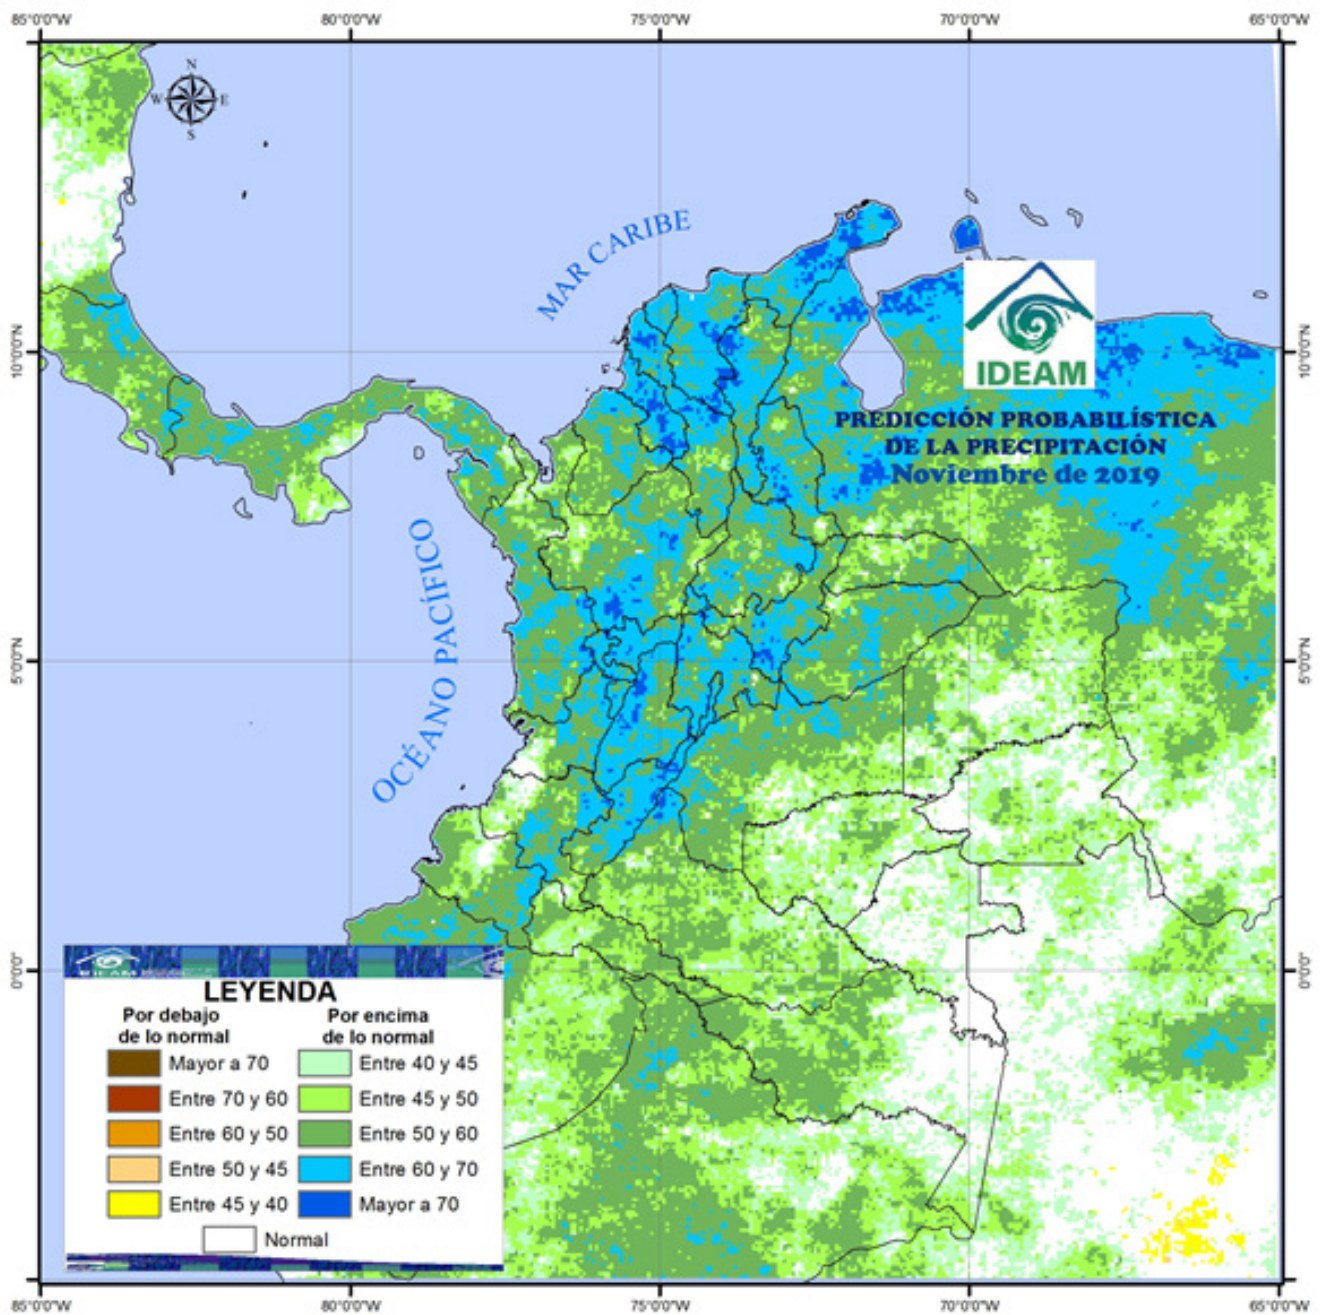 85°0'0"W 80°0'0"W 75°0'0"W 70°0'0"W 65°0'0"W
N
W E
S
MAR CARIBE
10°0'0"N 10°0'0"N
IDEAM
PREDICCIÓN PROBABILÍSTICA
DE LA PRECIPITACIÓN
Noviembre de 2019
OCÉANO PACÍFICO
5°0'0"N 5°0'0"N
0°0'0" 0°0'0"
IDEAM
LEYENDA
Por debajo Por encima
de lo normal de lo normal
Mayor a 70 Entre 40 y 45
Entre 70 y 60 Entre 45 y 50
Entre 60 y 50 Entre 50 y 60
Entre 50 y 45 Entre 60 y 70
Entre 45 y 40 Mayor a 70
Normal
85°0'0"W 80°0'0"W 75°0'0"W 70°0'0"W 65°0'0"W